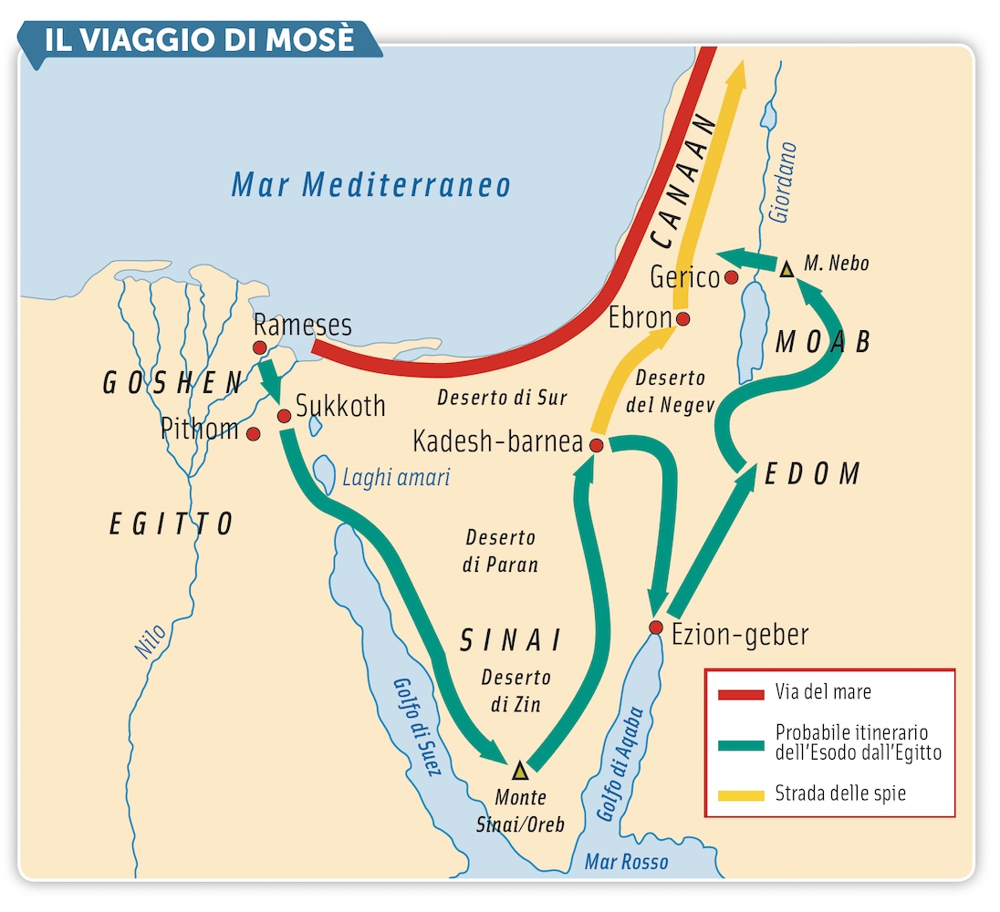 IL VIAGGIO DI MOSÈ
Mar Mediterraneo
CANAAN
Giordano
M. Nebo
Gerico
Ebron
MOAB
Rameses
GOSHEN
Deserto di Sur
Deserto
del Negev
Sukkoth
Pithom
Kadesh-barnea
Laghi amari
EDOM
EGITTO
Deserto
di Paran
Nilo
SINAI
Ezion-geber
Deserto
di Zin
Golfo di Suez
Golfo di Aqaba
Monte
Sinai/Oreb
Mar Rosso
Via del mare
Probabile itinerario
dell'Esodo dall'Egitto
Strada delle spie